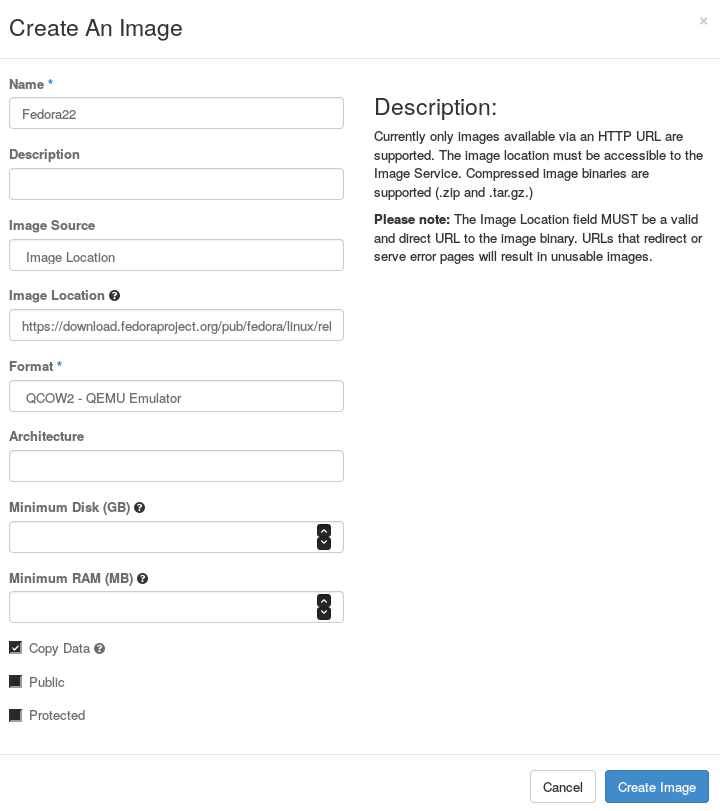 Create An Image
×
Name *
Fedora22
Description
Image Source
Image Location
Image Location ?
https://download.fedoraproject.org/pub/fedora/linux/rel
Format *
QCOW2 - QEMU Emulator
Architecture
Minimum Disk (GB) ?
Minimum RAM (MB) ?
Copy Data ?
Public
Protected
Description:
Currently only images available via an HTTP URL are
supported. The image location must be accessible to the
Image Service. Compressed image binaries are
supported (.zip and .tar.gz.)
Please note: The Image Location field MUST be a valid
and direct URL to the image binary. URLs that redirect or
serve error pages will result in unusable images.
Cancel
Create Image